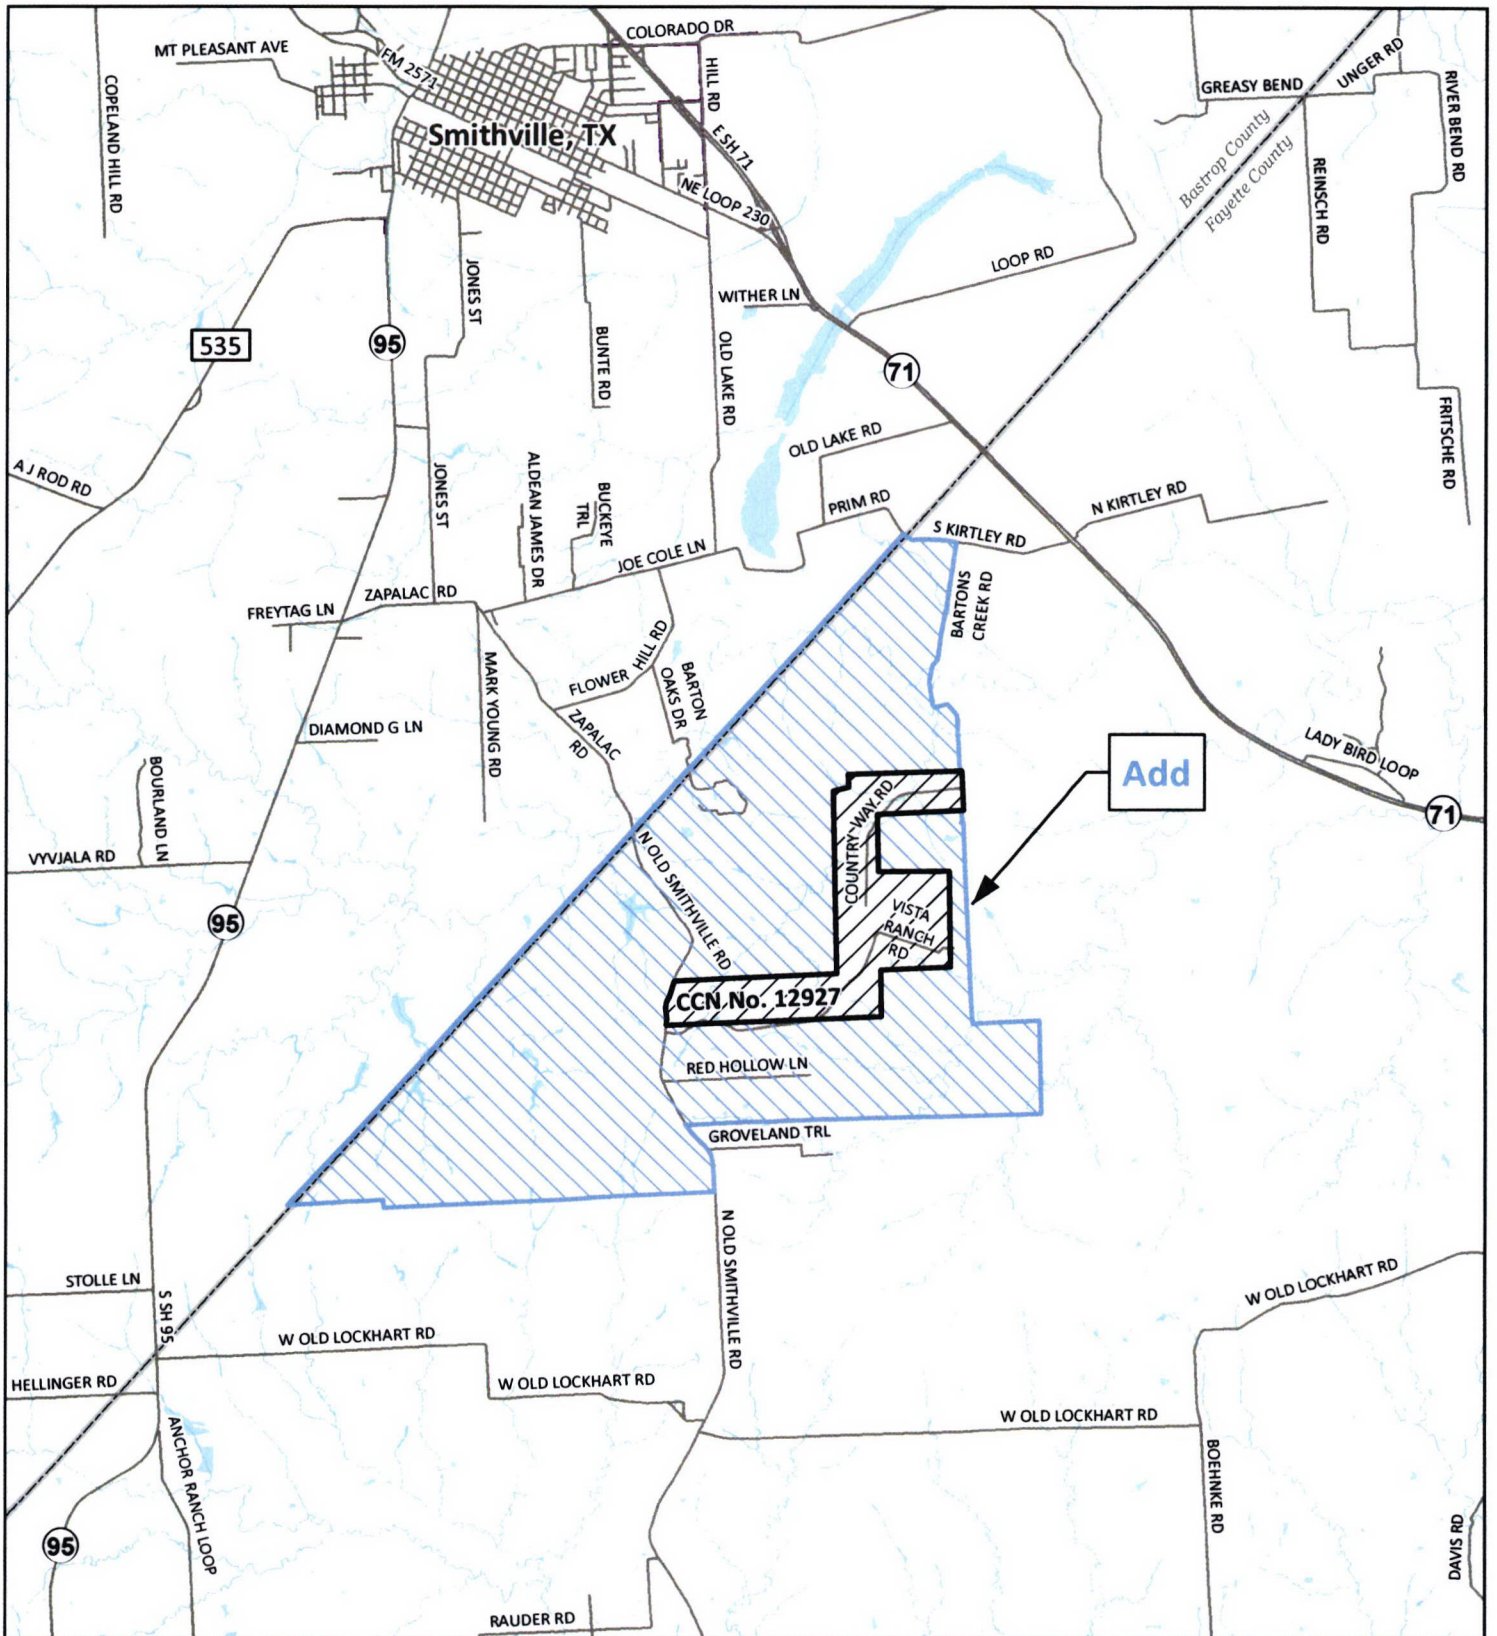 COLORADO DR
MT PLEASANT AVE
FM 2571
HILL RD
COPELAND HILL RD
Smithville, TX
E SH 71
NE LOOP 230
GREASY BEND
UNGER RD
RIVER BEND RD
Bastrop County
Fayette County
REINSCH RD
LOOP RD
JONES ST
WITHER LN
535
95
BUNTE RD
OLD LAKE RD
71
FRITSCHE RD
OLD LAKE RD
A J ROD RD
JONES ST
ALDEAN JAMES DR
BUCKEYE
TRL
PRIM RD
N KIRTLEY RD
S KIRTLEY RD
JOE COLE LN
ZAPALAC RD
FREYTAG LN
BARTONS
CREEK RD
FLOWER HILL RD
MARK YOUNG RD
BARTON
OAKS DR
ZAPALAC
RD
DIAMOND G LN
BOURLAND LN
LADY BIRD LOOP
Add
71
COUNTRY WAY RD
VYVJALA RD
N OLD SMITHVILLE RD
95
VISTA
RANCH
RD
CCN No. 12927
RED HOLLOW LN
GROVELAND TRL
N OLD SMITHVILLE RD
STOLLE LN
S SH 95
W OLD LOCKHART RD
W OLD LOCKHART RD
HELLINGER RD
W OLD LOCKHART RD
W OLD LOCKHART RD
ANCHOR RANCH LOOP
BOEHNKE RD
95
DAVIS RD
RAUDER RD